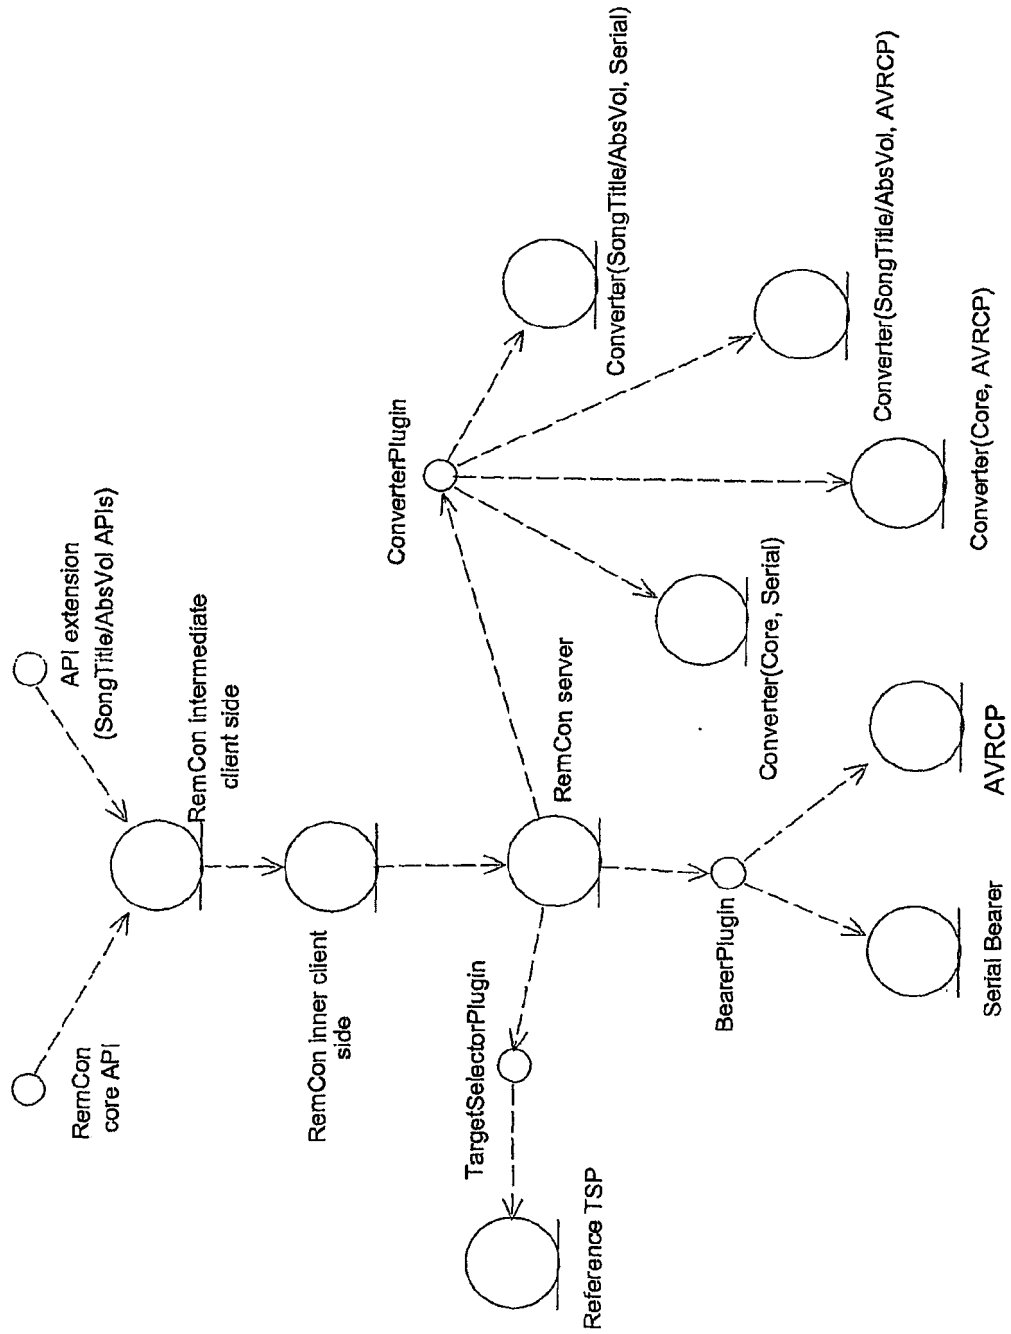 RemCon
core API
API extension
(SongTitle/AbsVol APIs)
RemCon intermediate
client side
RemCon inner client
side
RemCon server
TargetSelectorPlugin
Reference TSP
ConverterPlugin
Converter(SongTitle/AbsVol, Serial)
Converter(SongTitle/AbsVol, AVRCP)
Converter(Core, Serial)
Converter(Core, AVRCP)
BearerPlugin
Serial Bearer
AVRCP